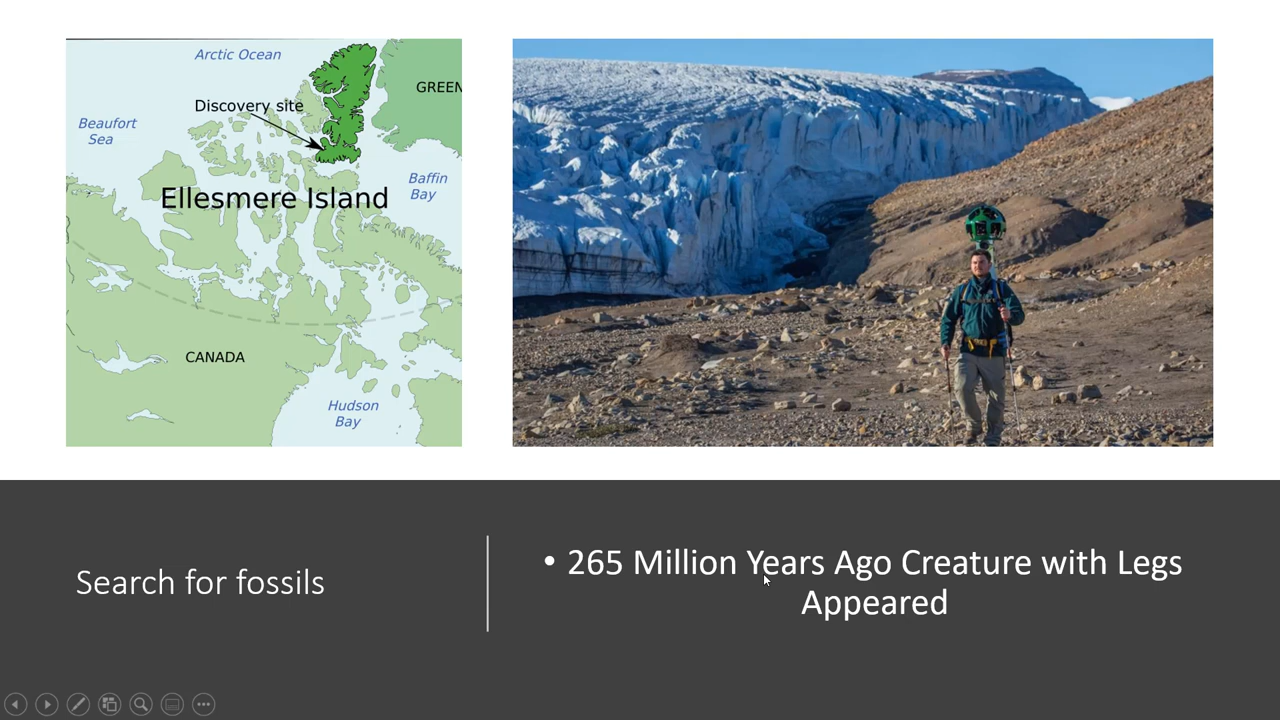 Arctic Ocean
GREEN
Discovery site
Beaufort
Sea
Baffin
Bay
Ellesmere Island
CANADA
Hudson
Bay
Search for fossils
• 265 Million Years Ago Creature with Legs
Appeared